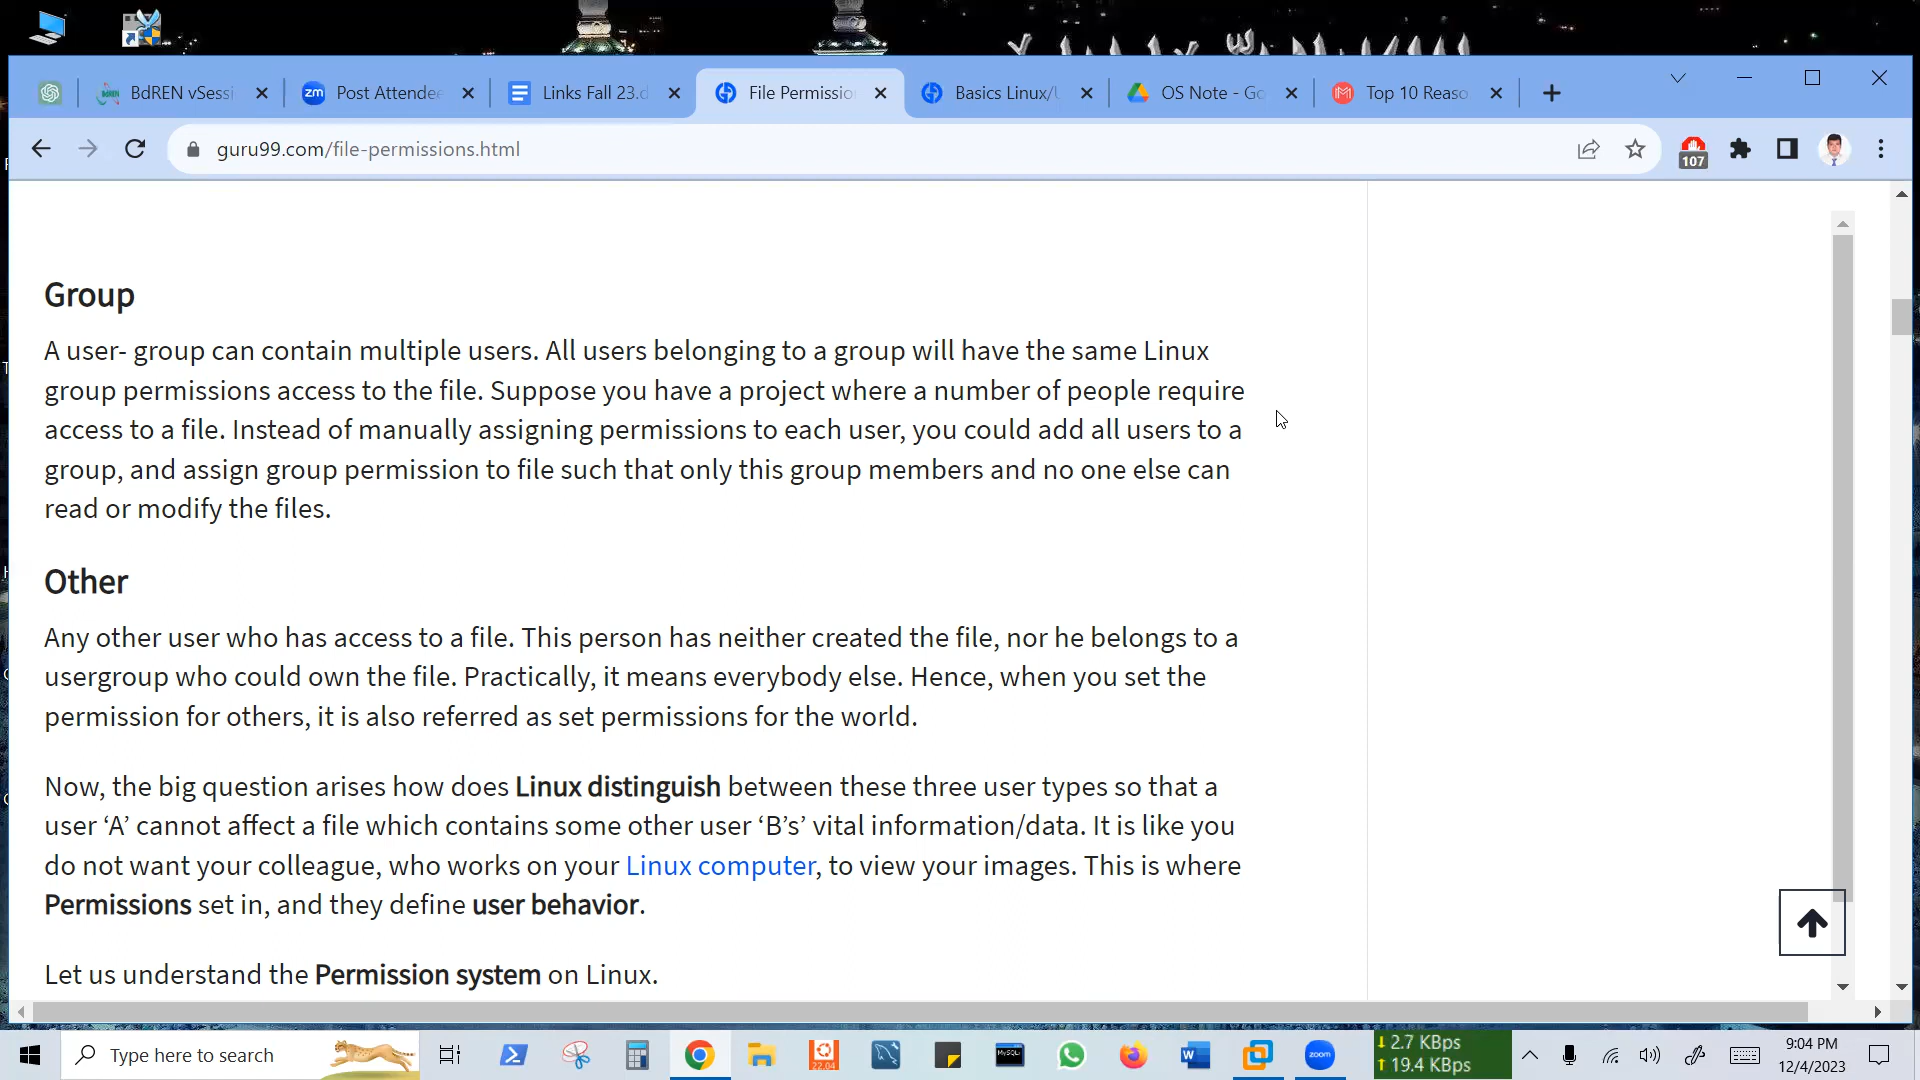 BdREN vSessi
Post Attendee
Links Fall 23.d
File Permissio
Basics Linux/U
OS Note - Go
Top 10 Reaso
guru99.com/file-permissions.html
107
Group
A user- group can contain multiple users. All users belonging to a group will have the same Linux
group permissions access to the file. Suppose you have a project where a number of people require
access to a file. Instead of manually assigning permissions to each user, you could add all users to a
group, and assign group permission to file such that only this group members and no one else can
read or modify the files.
Other
Any other user who has access to a file. This person has neither created the file, nor he belongs to a
usergroup who could own the file. Practically, it means everybody else. Hence, when you set the
permission for others, it is also referred as set permissions for the world.
Now, the big question arises how does Linux distinguish between these three user types so that a
user ‘A’ cannot affect a file which contains some other user ‘B’s’ vital information/data. It is like you
do not want your colleague, who works on your Linux computer, to view your images. This is where
Permissions set in, and they define user behavior.
Let us understand the Permission system on Linux.
Type here to search
22.04
MySQL
zoom
2.7 KBps
19.4 KBps
9:04 PM
12/4/2023